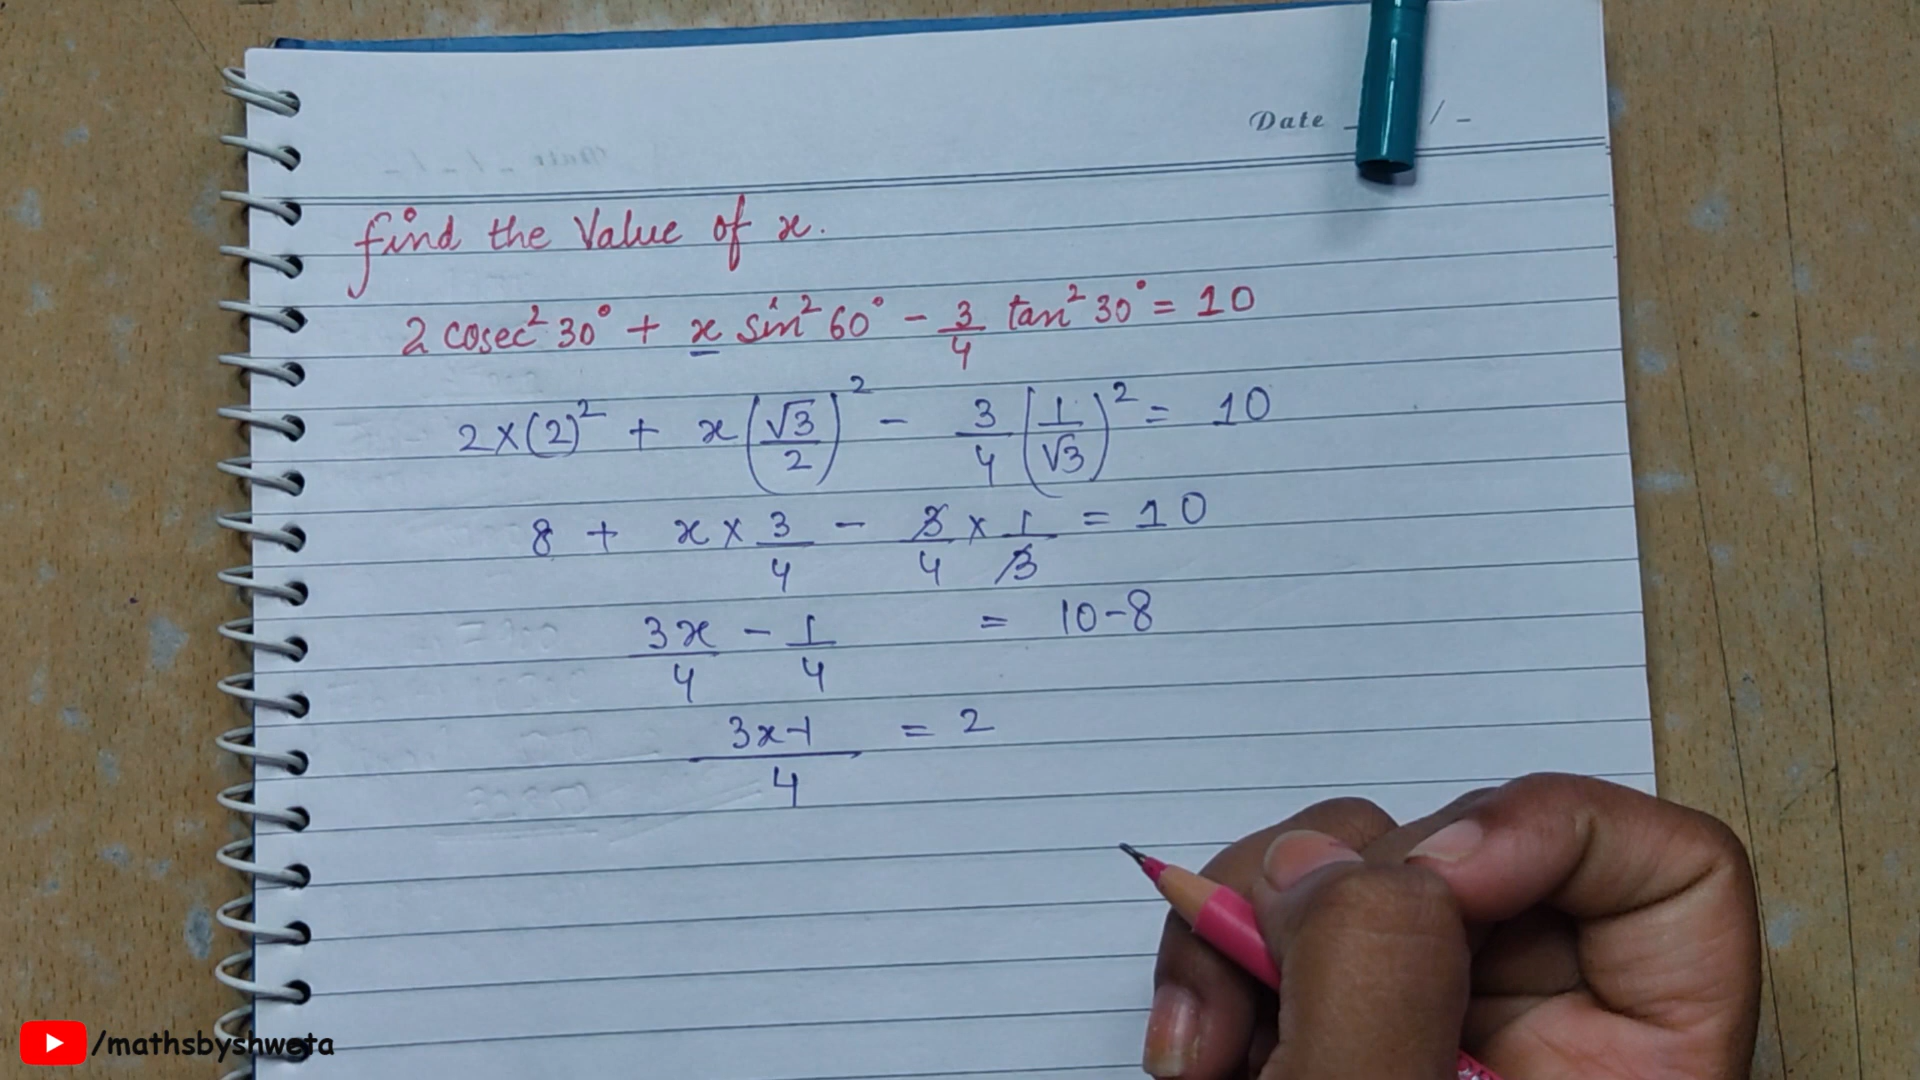 Date _ / _
find the Value of x.
2 cosec² 30° + x sin² 60° - 3/4 tan² 30° = 10
2 × (2)² + x (√3/2)² - 3/4 (1/√3)² = 10
8 + x × 3/4 - 3/4 × 1/3 = 10
3x/4 - 1/4 = 10-8
3x-1/4 = 2
/mathsbyshweta